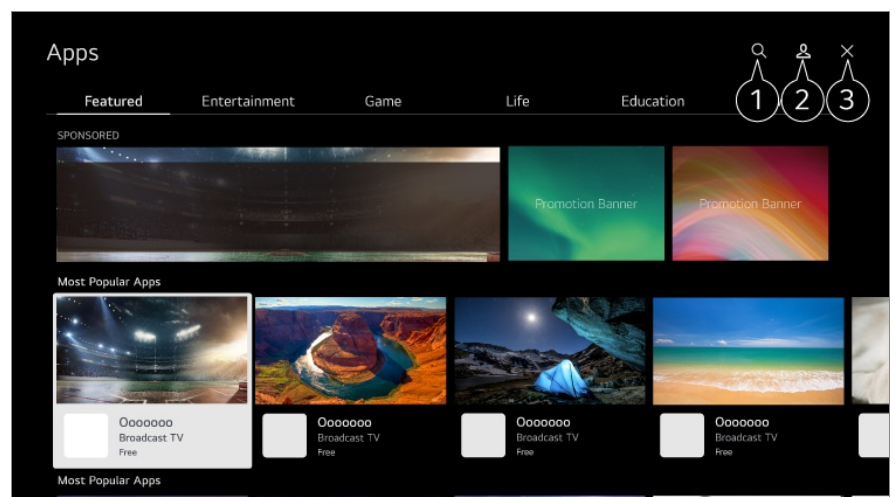 Apps
1 2 3
Featured Entertainment Game Life Education
SPONSORED
Promotion Banner Promotion Banner
Most Popular Apps
Ooooooo Ooooooo Ooooooo Ooooooo
Broadcast TV Broadcast TV Broadcast TV Broadcast TV
Free Free Free Free
Most Popular Apps